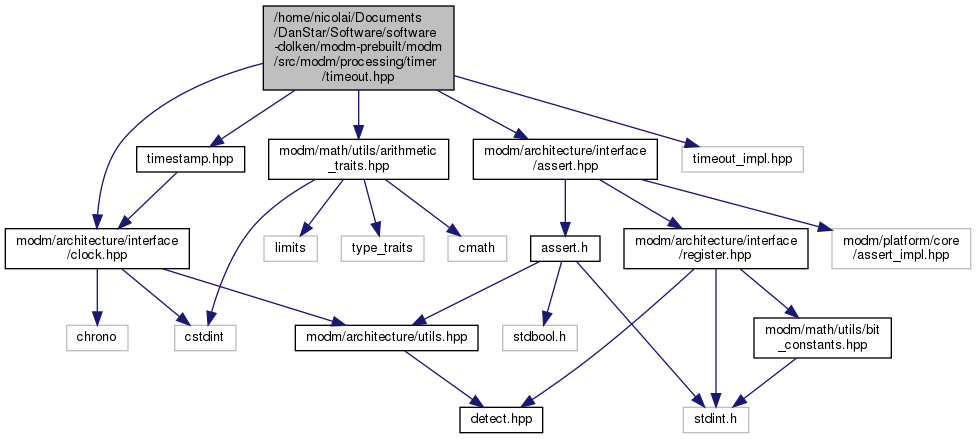 /home/nicolai/Documents
/DanStar/Software/software
-dolken/modm-prebuilt/modm
/src/modm/processing/timer
/timeout.hpp
timestamp.hpp
modm/math/utils/arithmetic
_traits.hpp
modm/architecture/interface
/assert.hpp
timeout_impl.hpp
modm/architecture/interface
/clock.hpp
limits
type_traits
cmath
assert.h
modm/architecture/interface
/register.hpp
modm/platform/core
/assert_impl.hpp
chrono
cstdint
modm/architecture/utils.hpp
stdbool.h
modm/math/utils/bit
_constants.hpp
detect.hpp
stdint.h